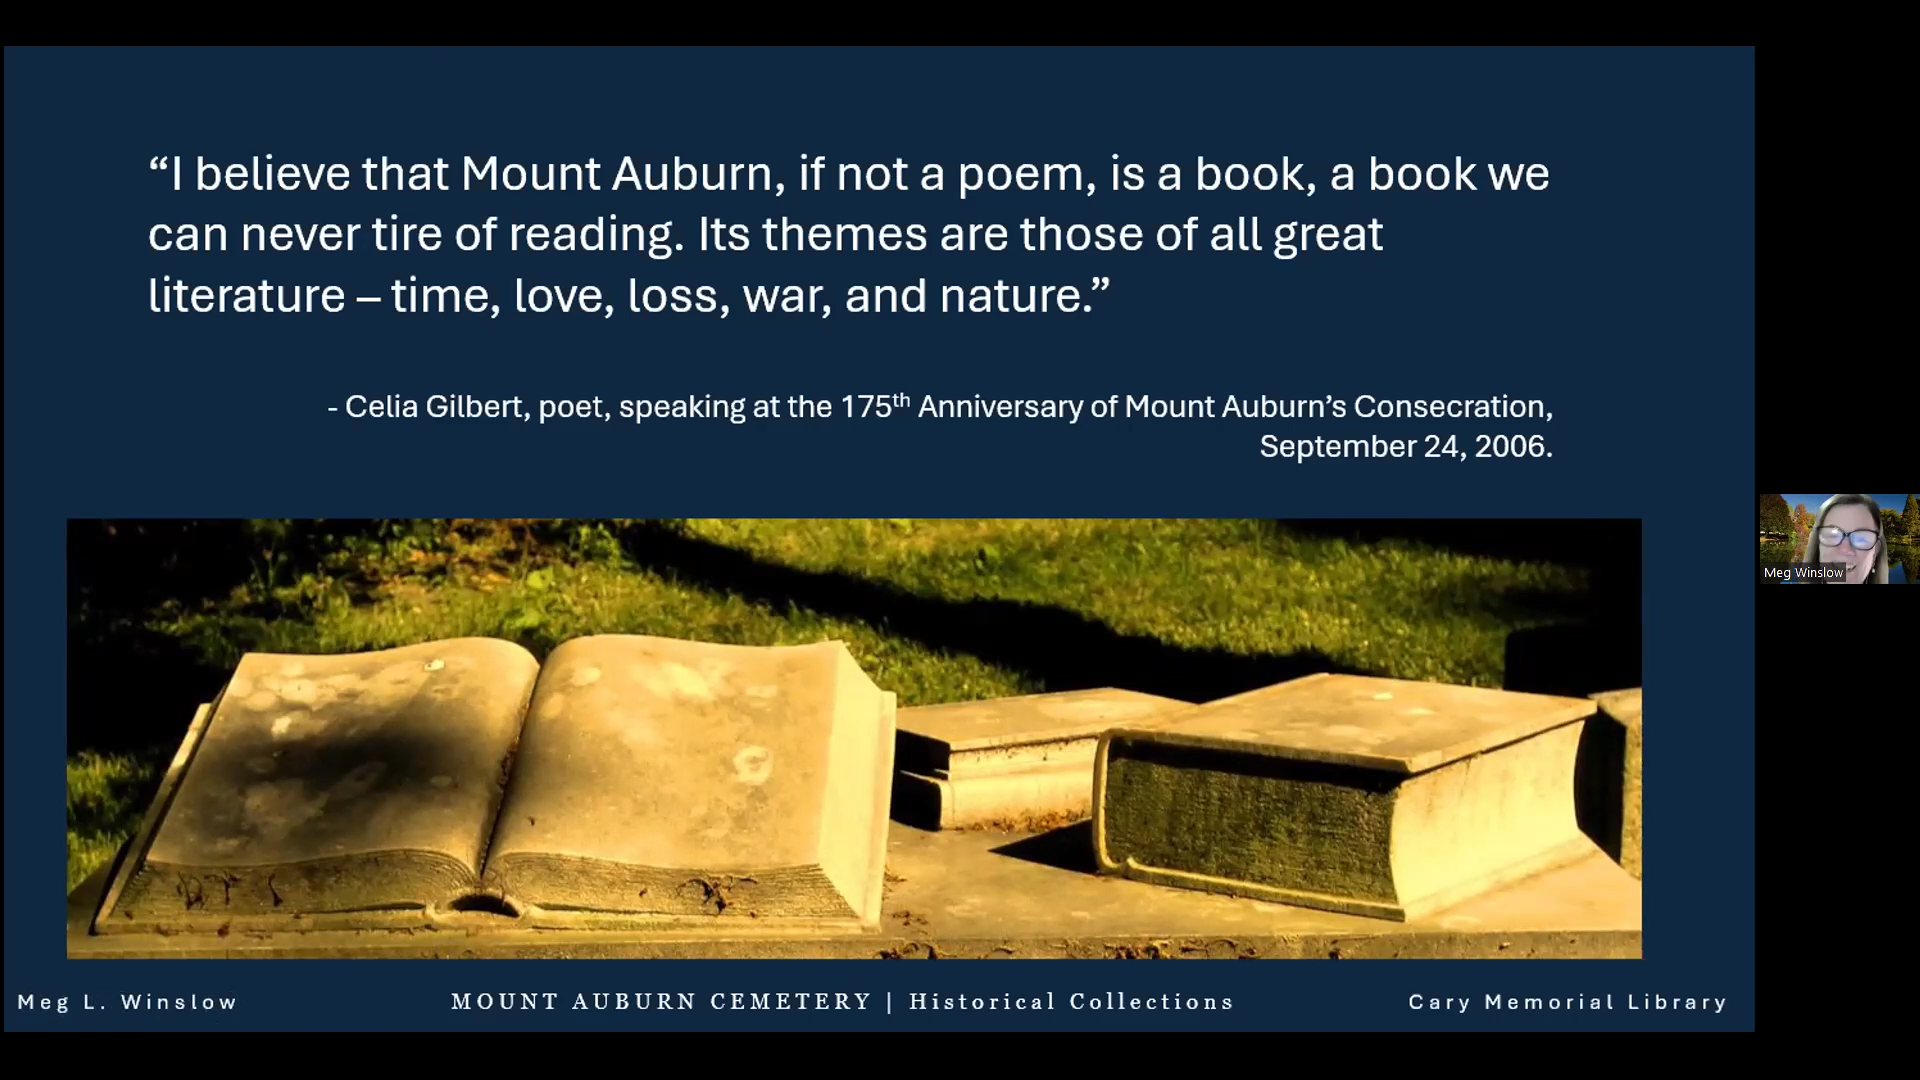 “I believe that Mount Auburn, if not a poem, is a book, a book we
can never tire of reading. Its themes are those of all great
literature – time, love, loss, war, and nature.”
- Celia Gilbert, poet, speaking at the 175th Anniversary of Mount Auburn’s Consecration,
September 24, 2006.
Meg Winslow
Meg L. Winslow
MOUNT AUBURN CEMETERY | Historical Collections
Cary Memorial Library